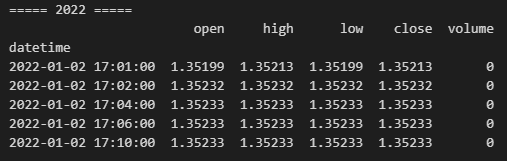 ===== 2022 =====
open high low close volume
datetime
2022-01-02 17:01:00 1.35199 1.35213 1.35199 1.35213 0
2022-01-02 17:02:00 1.35232 1.35232 1.35232 1.35232 0
2022-01-02 17:04:00 1.35233 1.35233 1.35233 1.35233 0
2022-01-02 17:06:00 1.35233 1.35233 1.35233 1.35233 0
2022-01-02 17:10:00 1.35233 1.35233 1.35233 1.35233 0